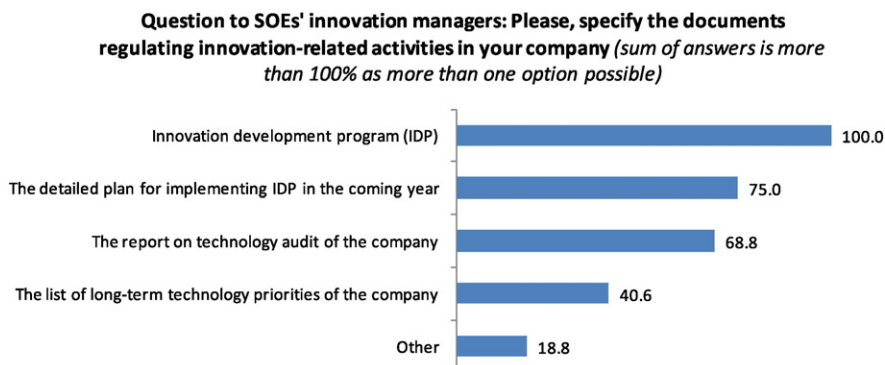 Question to SOEs' innovation managers: Please, specify the documents
regulating innovation-related activities in your company (sum of answers is more
than 100% as more than one option possible)
Innovation development program (IDP) 100.0
The detailed plan for implementing IDP in the coming year 75.0
The report on technology audit of the company 68.8
The list of long-term technology priorities of the company 40.6
Other 18.8